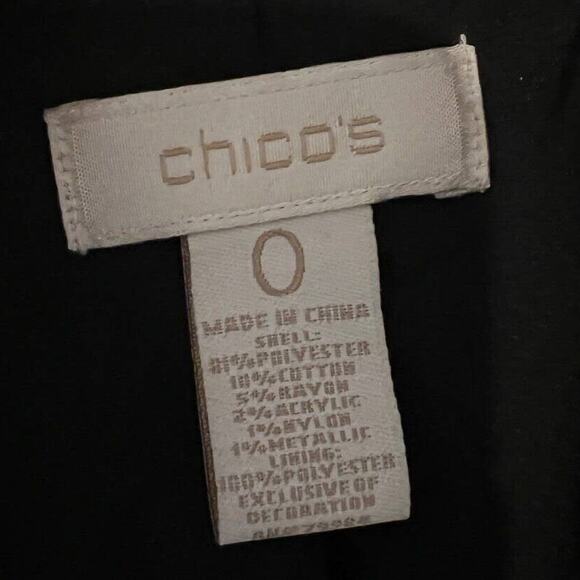 chico's
0
MADE IN CHINA
SHELL:
81%POLYESTER
10%COTTON
5%RAYON
2%ACRYLIC
1%NYLON
1%METALLIC
LINING:
100%POLYESTER
EXCLUSIVE OF
DECORATION